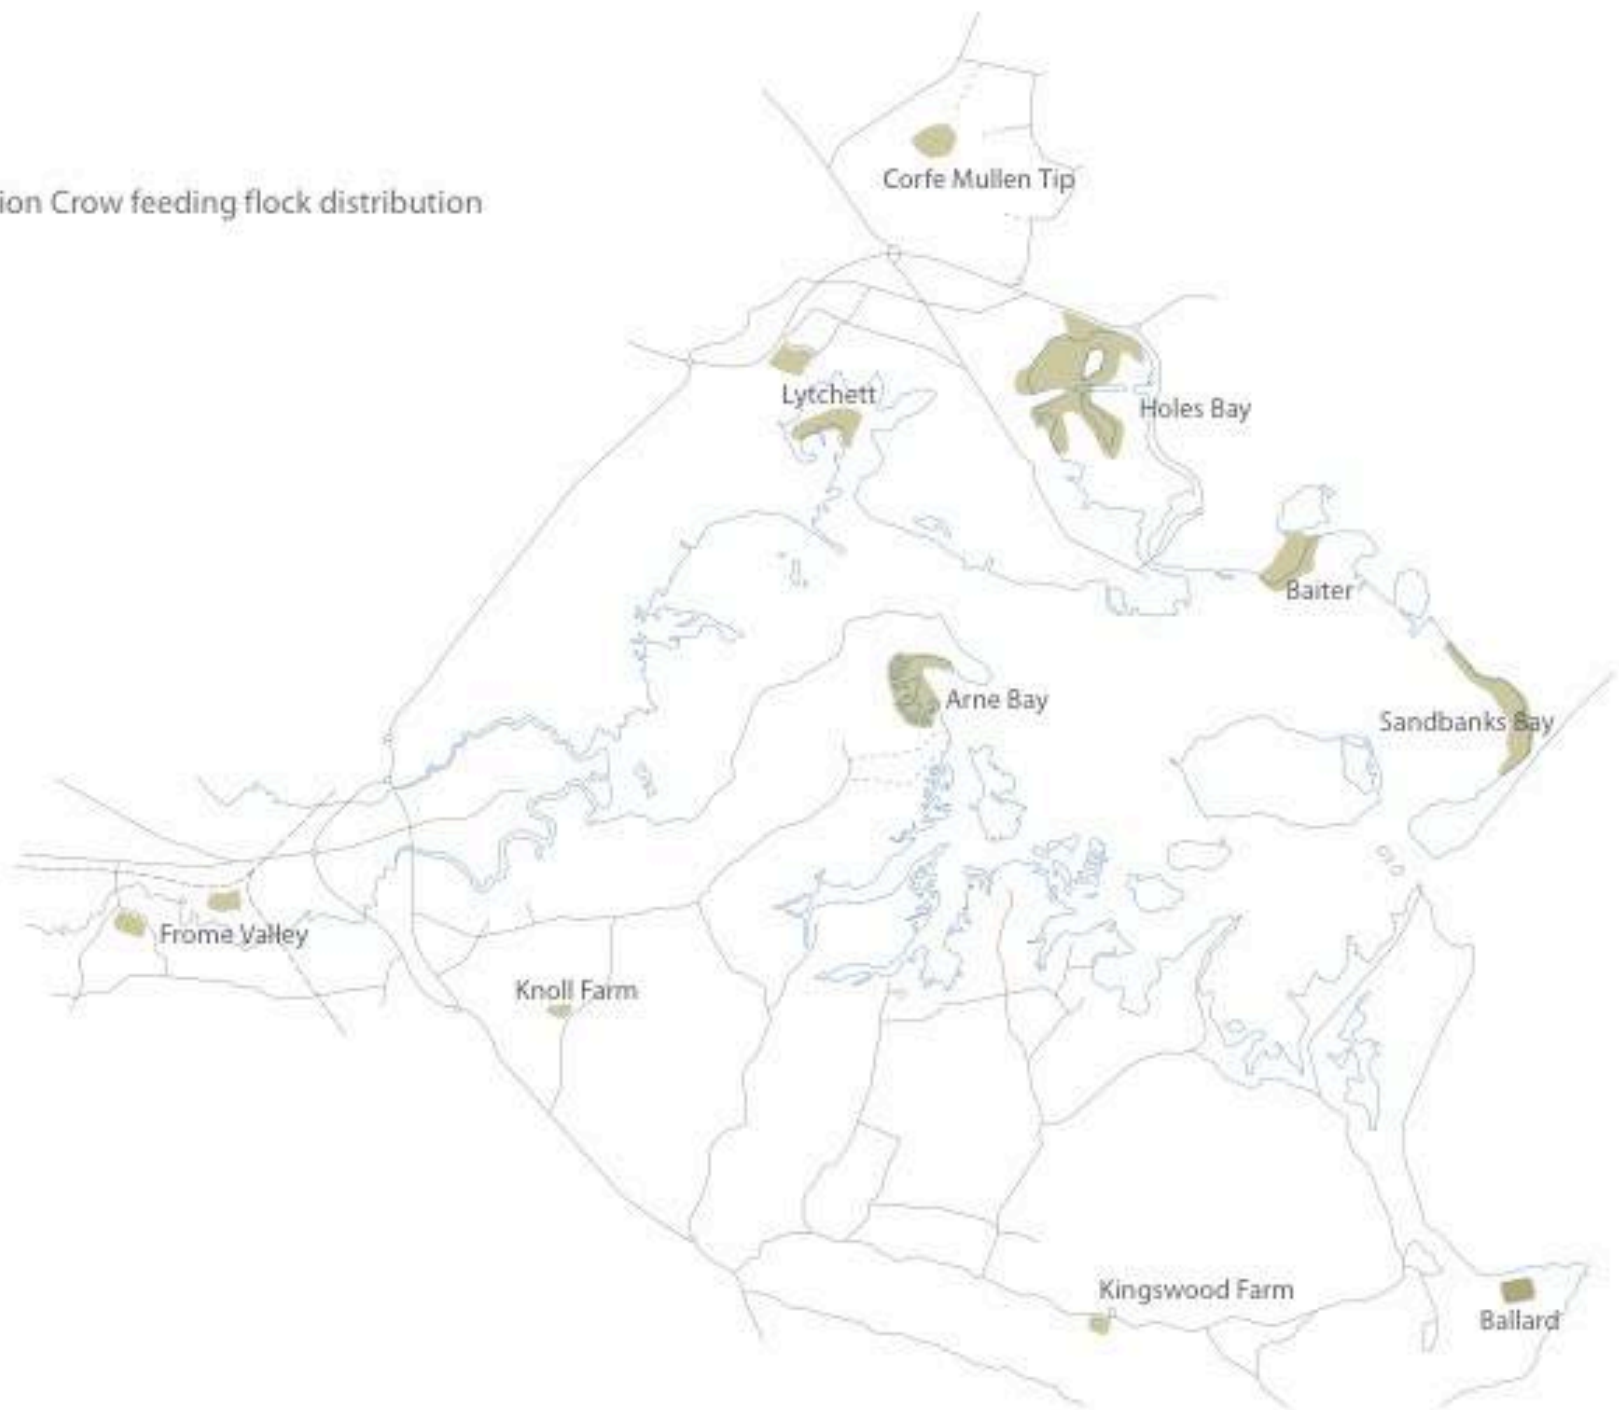 ion Crow feeding flock distribution
Corfe Mullen Tip
Lytchett
Holes Bay
Baiter
Arne Bay
Sandbanks Bay
Frome Valley
Knoll Farm
Kingswood Farm
Ballard